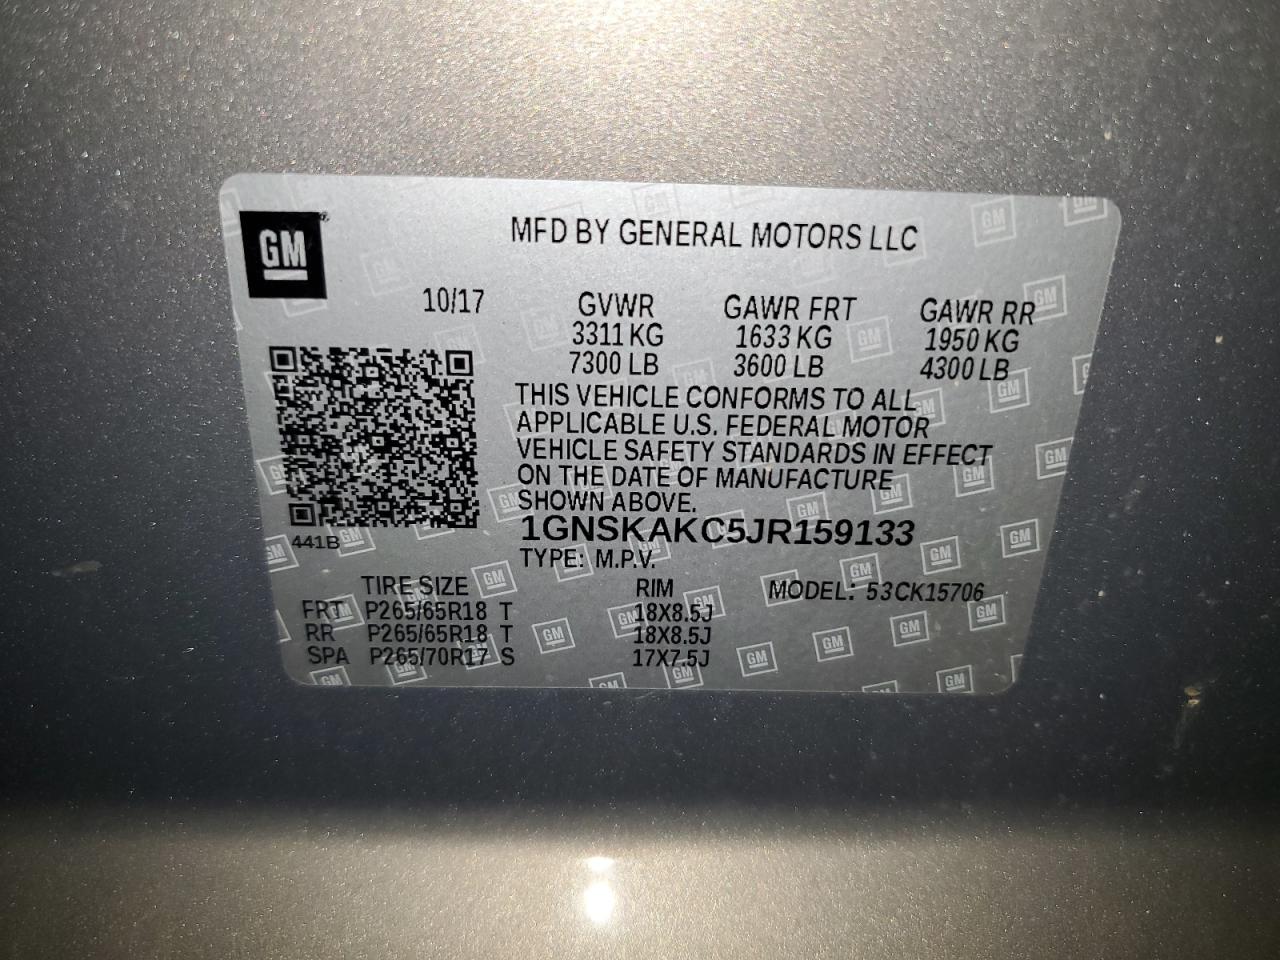 GM
MFD BY GENERAL MOTORS LLC
10/17 GVWR GAWR FRT GAWR RR
3311 KG 1633 KG 1950 KG
7300 LB 3600 LB 4300 LB
THIS VEHICLE CONFORMS TO ALL
APPLICABLE U.S. FEDERAL MOTOR
VEHICLE SAFETY STANDARDS IN EFFECT
ON THE DATE OF MANUFACTURE
SHOWN ABOVE.
1GNSKAKC5JR159133
441B
TYPE: M.P.V.
TIRE SIZE RIM MODEL: 53CK15706
FRT P265/65R18 T 18X8.5J
RR P265/65R18 T 18X8.5J
SPA P265/70R17 S 17X7.5J